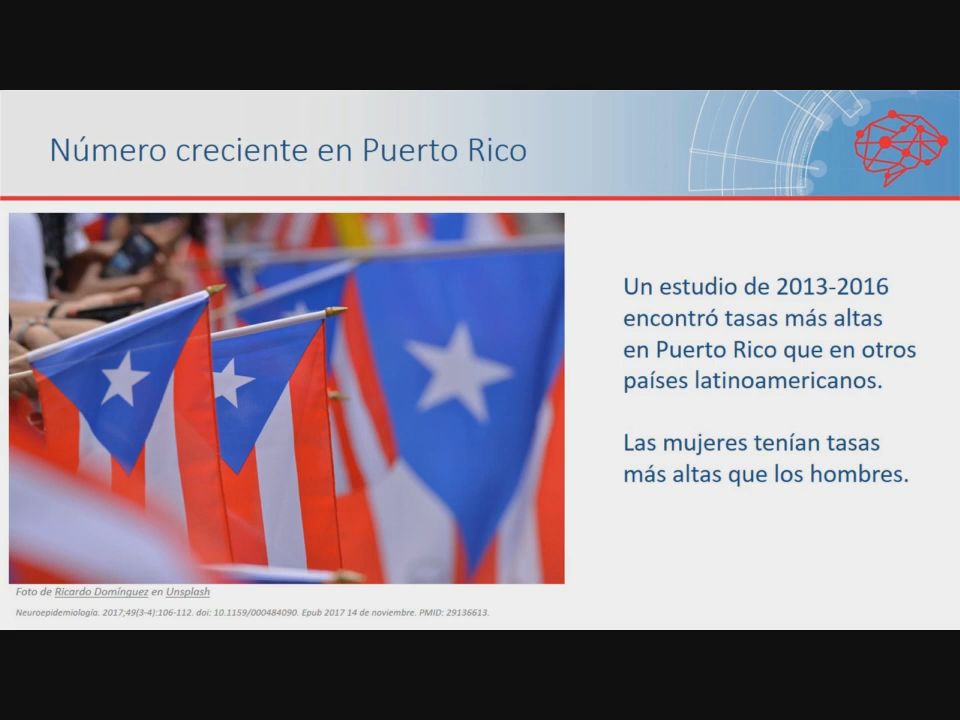 Número creciente en Puerto Rico
Un estudio de 2013-2016
encontró tasas más altas
en Puerto Rico que en otros
países latinoamericanos.
Las mujeres tenían tasas
más altas que los hombres.
Foto de Ricardo Domínguez en Unsplash
Neuroepidemiología. 2017;49(3-4):106-112. doi: 10.1159/000484090. Epub 2017 14 de noviembre. PMID: 29136613.